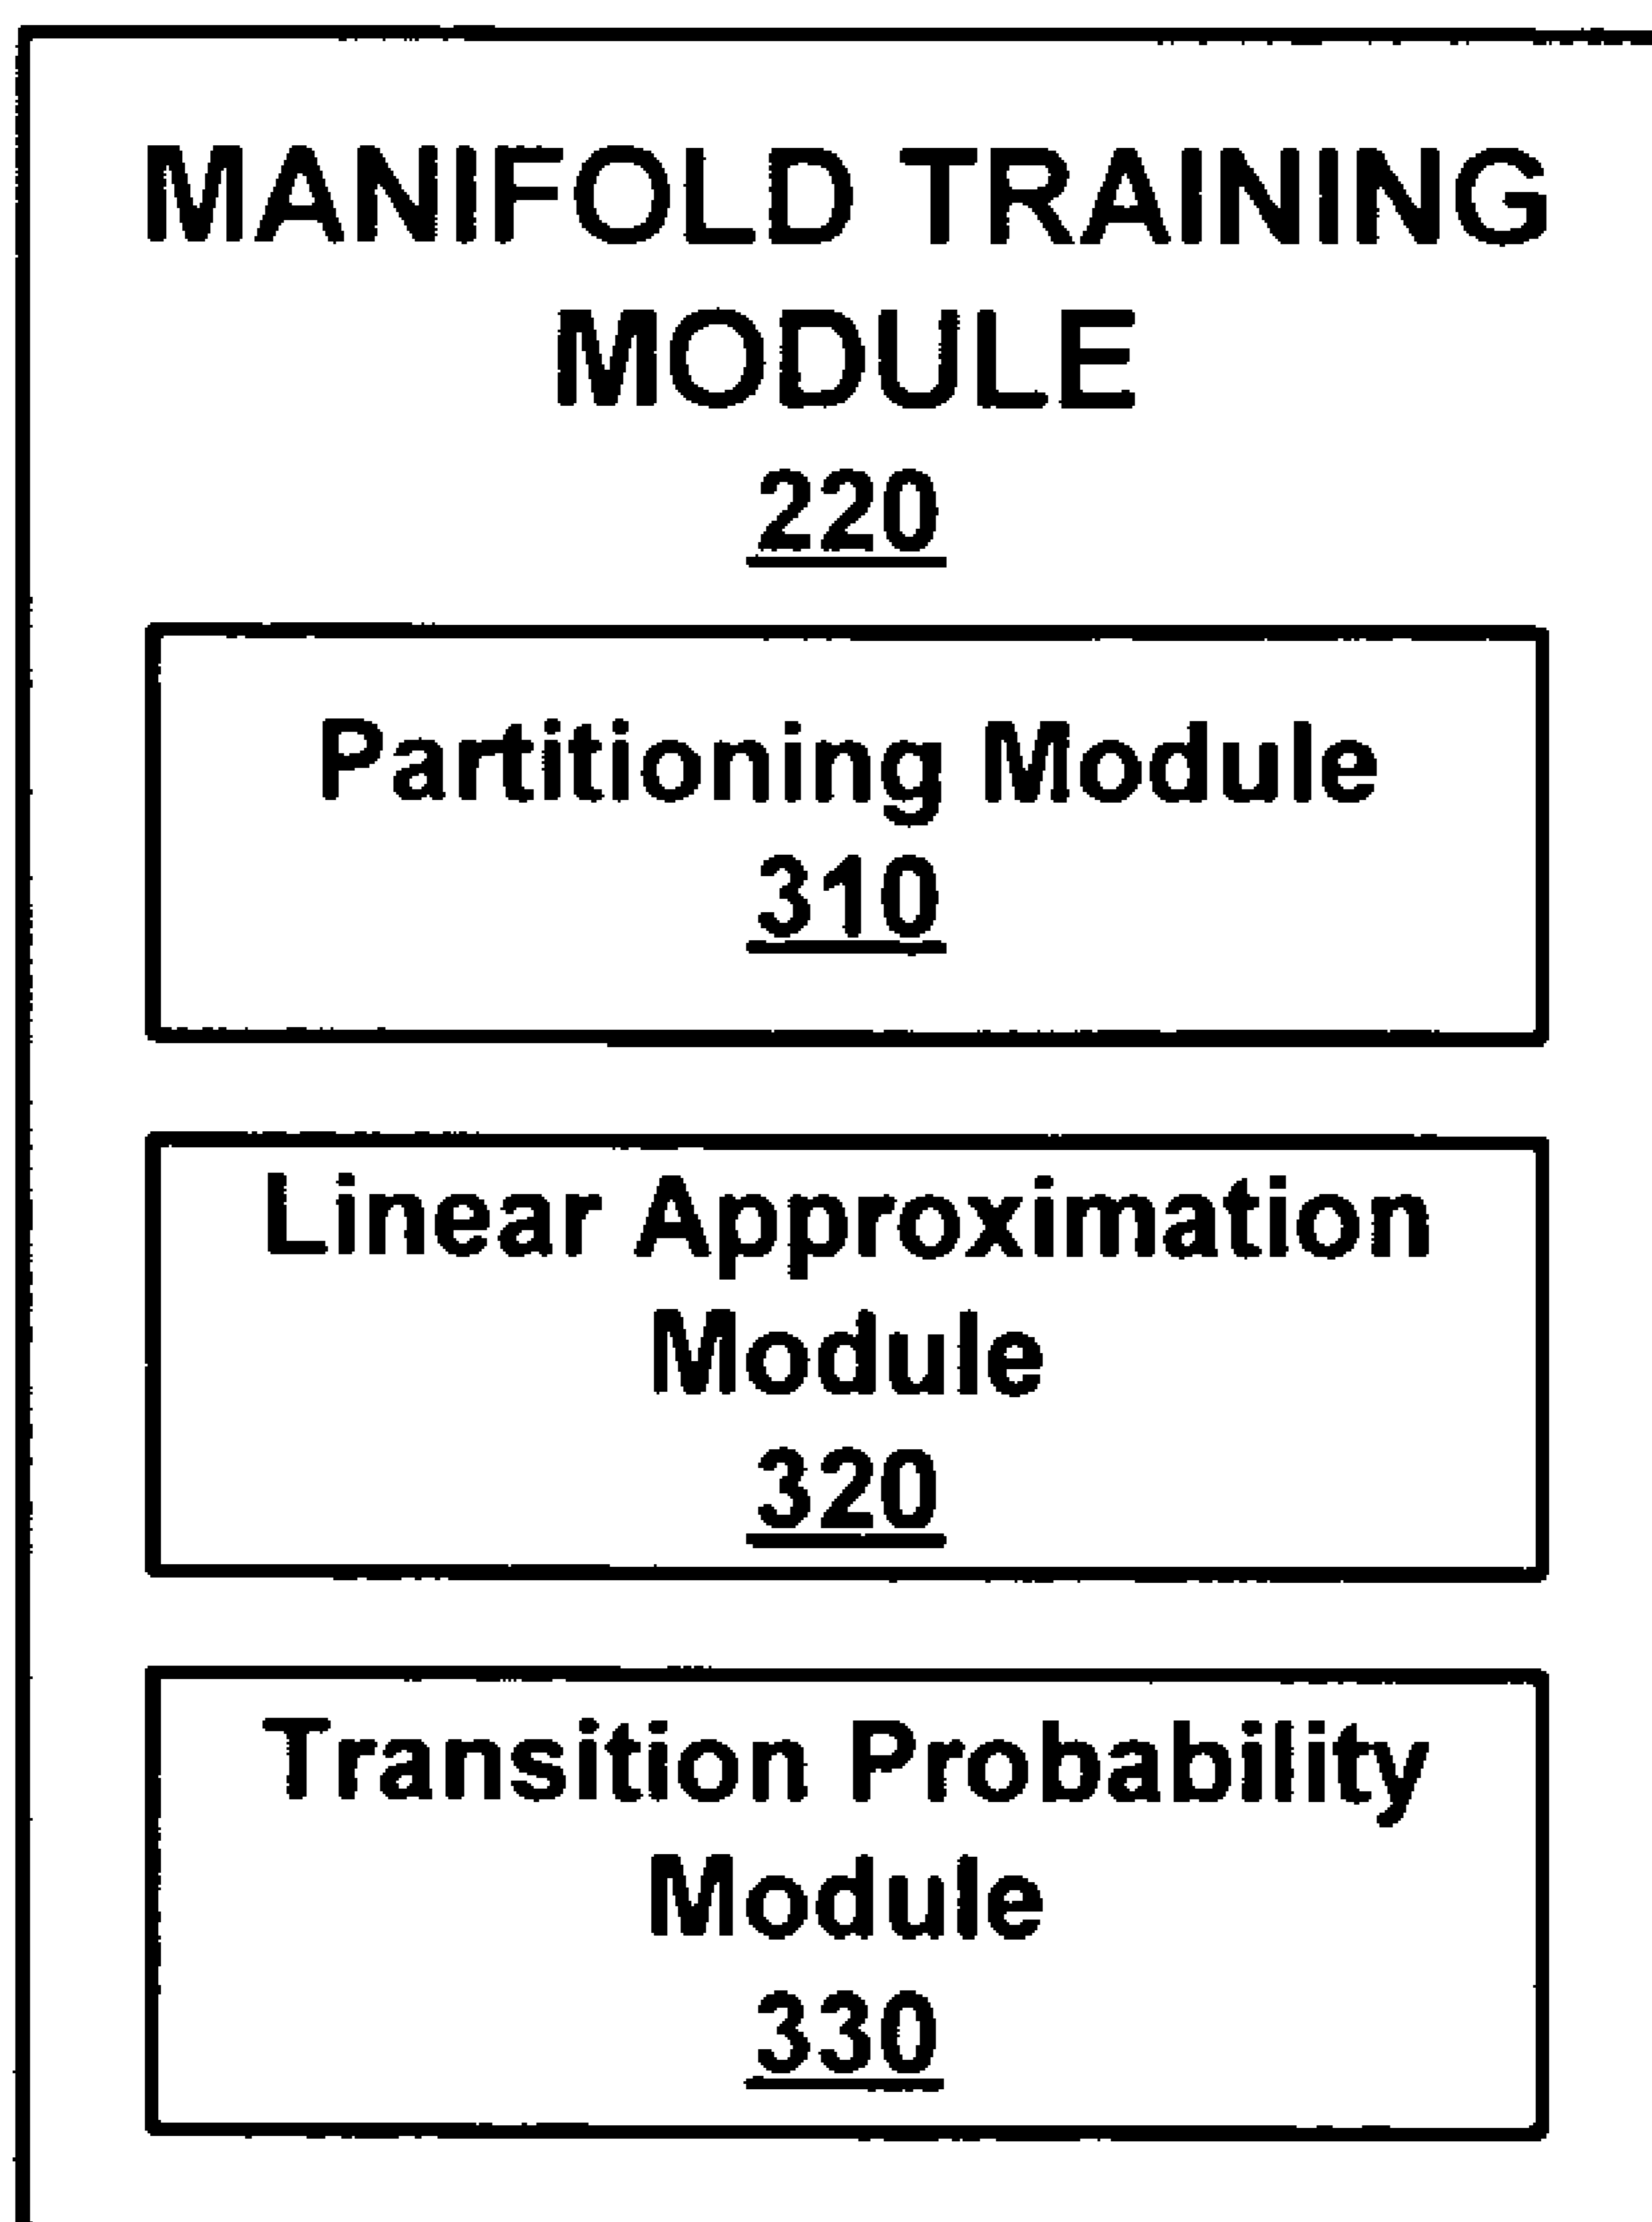 MANIFOLD TRAINING
MODULE
220
Partitioning Module
310
Linear Approximation
Module
320
Transition Probability
Module
330